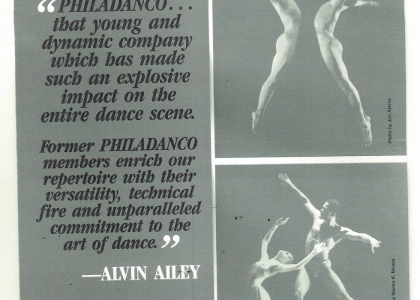 “PHILADANCO...
that young and
dynamic company
which has made
such an explosive
impact on the
entire dance scene.
Former PHILADANCO
members enrich our
repertoire with their
versatility, technical
fire and unparalleled
commitment to the
art of dance.”
—ALVIN AILEY
Photo by